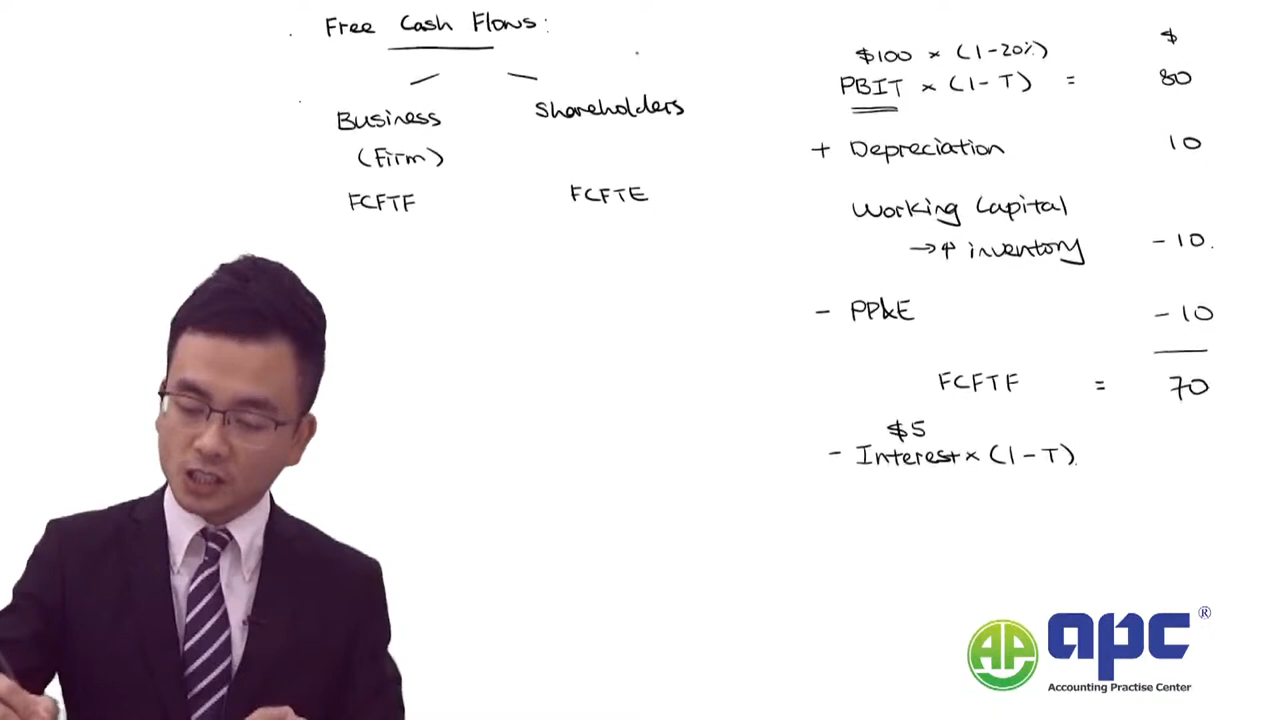 Free Cash Flows:
Business
(Firm)
FCFTF
Shareholders
FCFTE
$
$100 × (1-20%)
PBIT × (1-T) = 80
+ Depreciation 10
Working Capital
→ ↑ inventory -10.
- PP&E -10
FCFTF = 70
$5
- Interest × (1-T).
AP
apc®
Accounting Practise Center